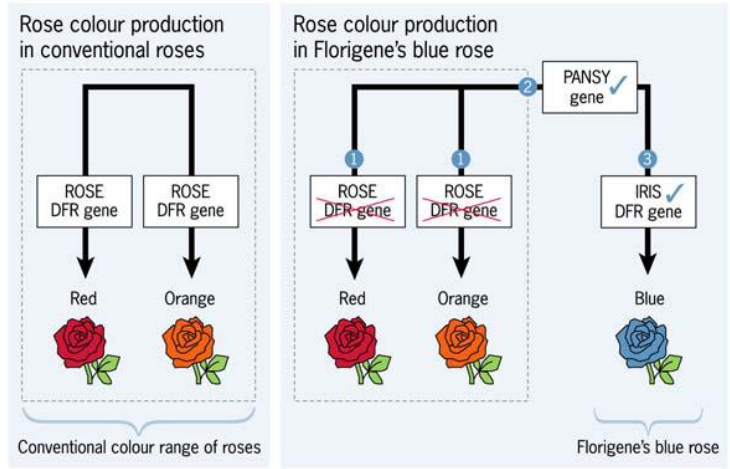 Rose colour production
in conventional roses
ROSE
DFR gene
ROSE
DFR gene
Red
Orange
Conventional colour range of roses
Rose colour production
in Florigene's blue rose
PANSY
gene
2
1
1
3
ROSE
DFR gene
ROSE
DFR gene
IRIS
DFR gene
Red
Orange
Blue
Florigene's blue rose